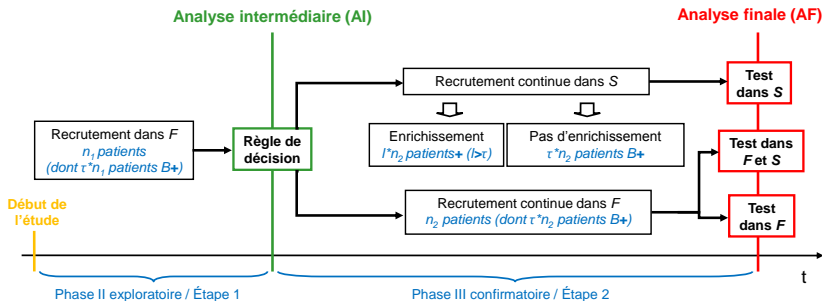 Analyse intermédiaire (AI)
Analyse finale (AF)
Recrutement continue dans S
Test
dans S
Enrichissement
l*n2 patients+ (l>τ)
Pas d'enrichissement
τ*n2 patients B+
Recrutement dans F
n1 patients
(dont τ*n1 patients B+)
Règle de
décision
Test dans
F et S
Début de
l'étude
Recrutement continue dans F
n2 patients (dont τ*n2 patients B+)
Test
dans F
t
Phase II exploratoire / Étape 1
Phase III confirmatoire / Étape 2